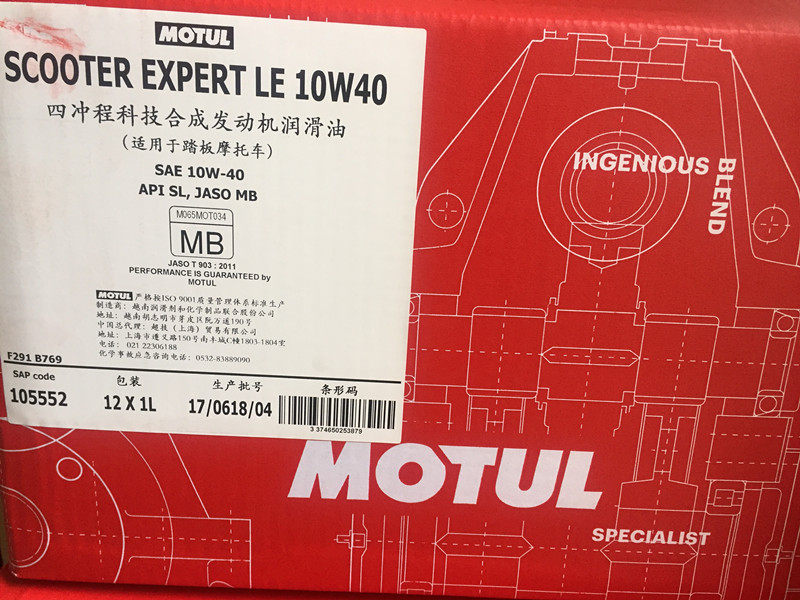 MOTUL
SCOOTER EXPERT LE 10W40
四冲程科技合成发动机润滑油
(适用于踏板摩托车)
SAE 10W-40
API SL, JASO MB
M065MOT034
MB
JASO T 903 : 2011
PERFORMANCE IS GUARANTEED by
MOTUL
MOTUL 严格按ISO 9001质量管理体系标准生产
制造商: 越南润滑剂和化学制品联合股份公司
地址: 越南胡志明市芽皮区阮万通190号
中国总代理: 超技 (上海) 贸易有限公司
地址: 上海市遵义路150号南丰城C幢1803-1804室
电话: 021 22306188
化学事故应急咨询电话: 0532-83889090
F291 B769
SAP code 包装 生产批号 条形码
105552 12 X 1L 17/0618/04
3 374650253879
INGENIOUS
BLEND
MOTUL
SPECIALIST